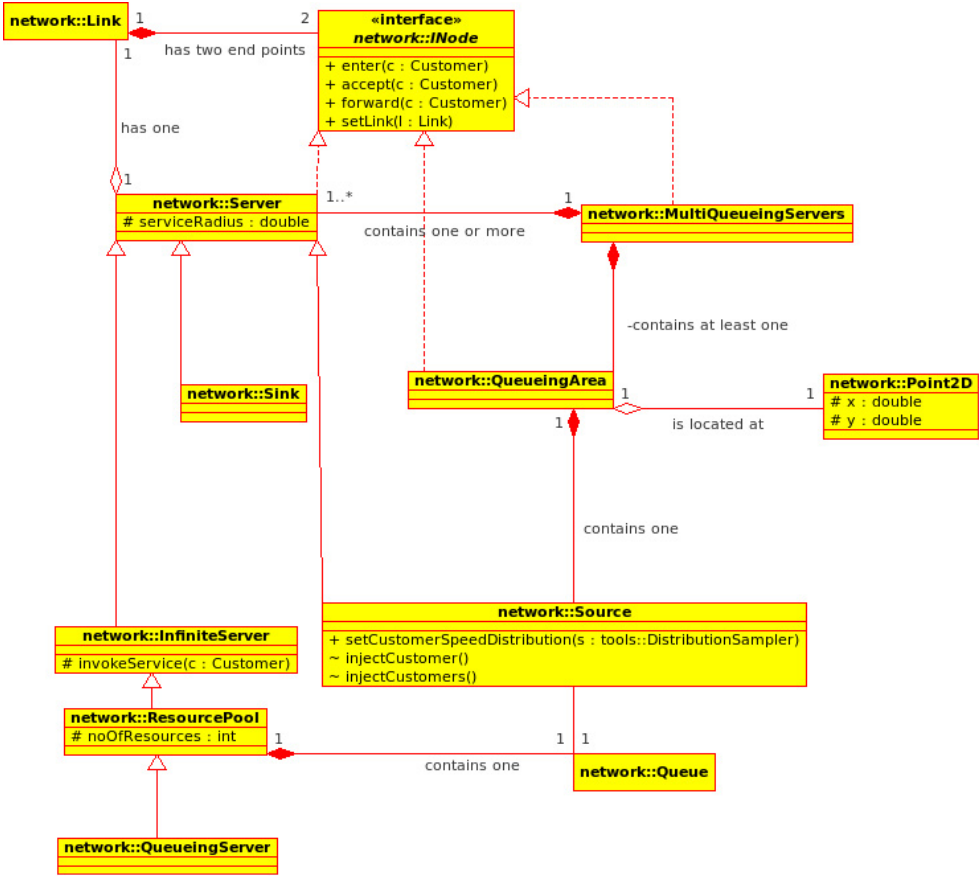 network::Link
1
2
has two end points
«interface»
network::INode
+ enter(c : Customer)
+ accept(c : Customer)
+ forward(c : Customer)
+ setLink(l : Link)
1
has one
1
network::Server
# serviceRadius : double
1..*
1
contains one or more
network::MultiQueueingServers
-contains at least one
network::Sink
network::QueueingArea
1
1
is located at
network::Point2D
# x : double
# y : double
1
contains one
network::Source
+ setCustomerSpeedDistribution(s : tools::DistributionSampler)
~ injectCustomer()
~ injectCustomers()
network::InfiniteServer
# invokeService(c : Customer)
network::ResourcePool
# noOfResources : int
1
1
1
contains one
network::Queue
network::QueueingServer